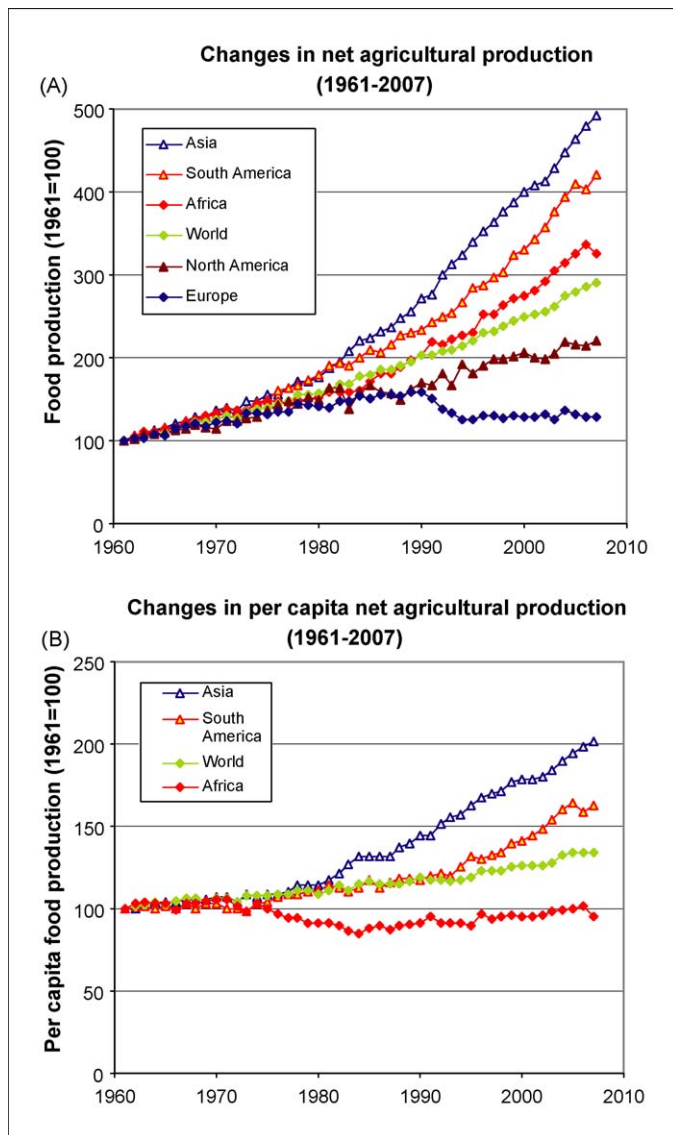 Changes in net agricultural production
(1961-2007)
(A)
Food production (1961=100)
500
400
300
200
100
0
Asia
South America
Africa
World
North America
Europe
1960 1970 1980 1990 2000 2010
Changes in per capita net agricultural production
(1961-2007)
(B)
Per capita food production (1961=100)
250
200
150
100
50
0
Asia
South
America
World
Africa
1960 1970 1980 1990 2000 2010